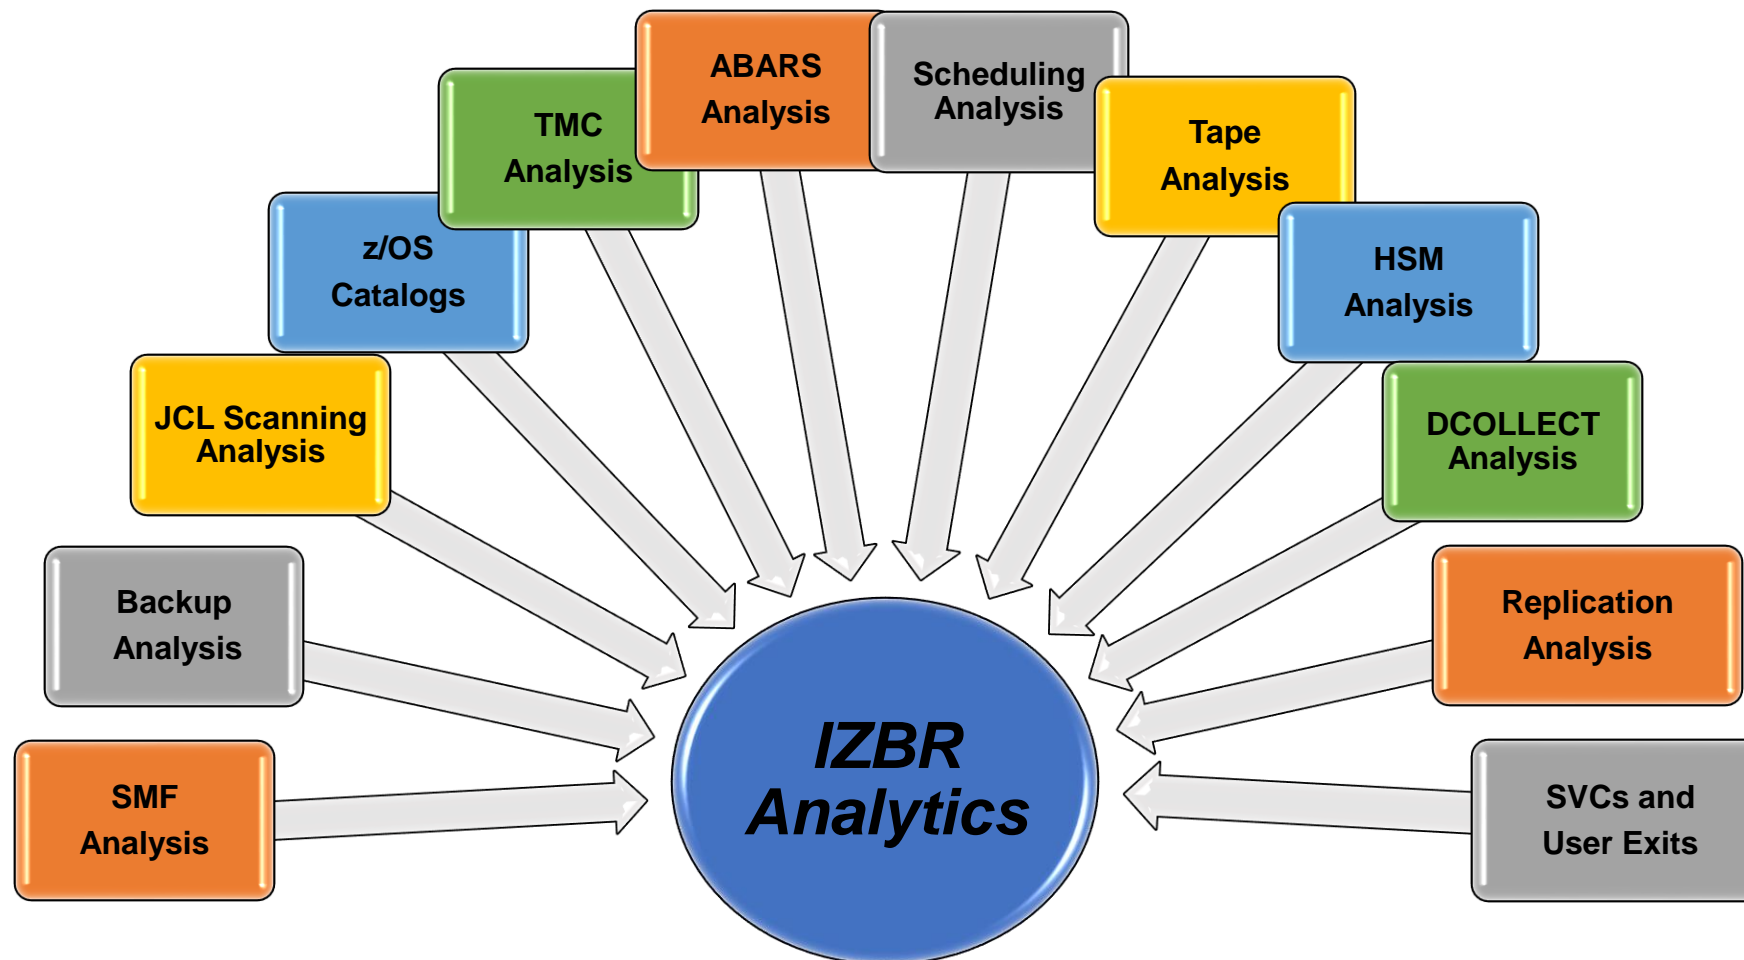 SMF
Analysis
Backup
Analysis
JCL Scanning
Analysis
z/OS
Catalogs
TMC
Analysis
ABARS
Analysis
Scheduling
Analysis
Tape
Analysis
HSM
Analysis
DCOLLECT
Analysis
Replication
Analysis
SVCs and
User Exits
IZBR
Analytics